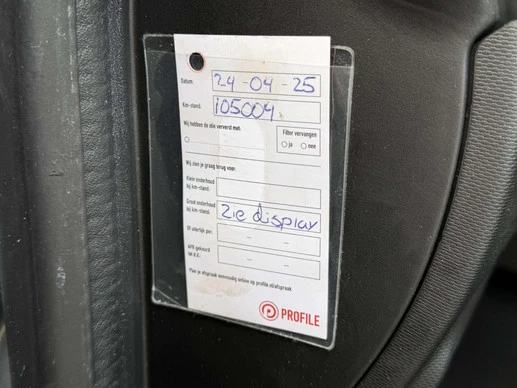 Datum: 24-04-25
Km-stand: 105004
Wij hebben de olie ververst met:
Filter vervangen
ja nee
Wij zien je graag terug voor:
Klein onderhoud
bij km-stand:
Groot onderhoud
bij km-stand: Zie display
Of uiterlijk per: – –
APK gekeurd
t.m. d.d.: – –
Plan je afspraak eenvoudig online op profile.nl/afspraak
PROFILE